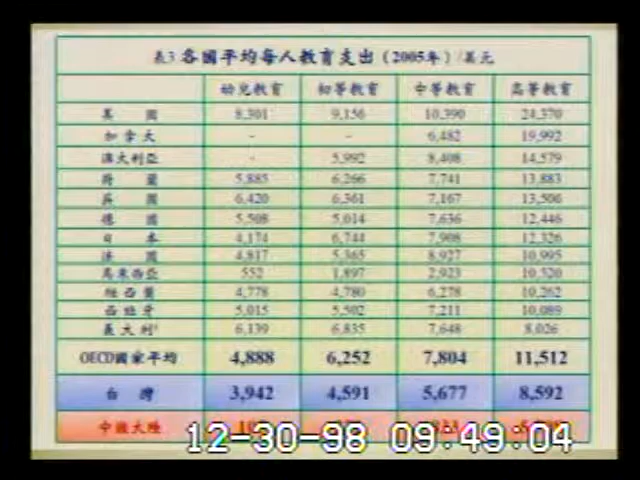 表3 各國平均每人教育支出(2005年)/美元
幼兒教育 初等教育 中等教育 高等教育
美 國 8,301 9,156 10,390 24,370
加 拿 大 - - 6,482 19,992
澳大利亞 - 5,992 8,408 14,579
荷 蘭 5,885 6,266 7,741 13,883
英 國 6,420 6,361 7,167 13,506
德 國 5,508 5,014 7,636 12,446
日 本 4,174 6,744 7,908 12,326
法 國 4,817 5,365 8,927 10,995
馬來西亞 552 1,897 2,923 10,520
紐西蘭 4,778 4,780 6,278 10,262
西 班 牙 5,015 5,502 7,211 10,089
義 大 利 6,139 6,835 7,648 8,026
OECD國家平均 4,888 6,252 7,804 11,512
台 灣 3,942 4,591 5,677 8,592
中國大陸
12-30-98 09:49:04